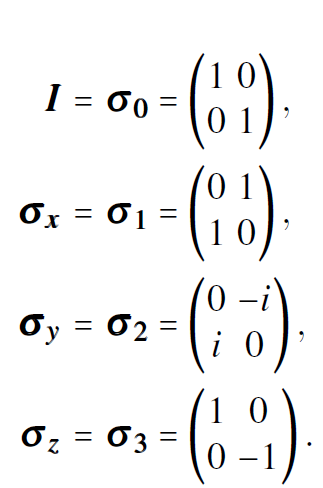 I = σ₀ = (1 0
0 1),
σₓ = σ₁ = (0 1
1 0),
σᵧ = σ₂ = (0 −i
i 0),
σ_z = σ₃ = (1 0
0 −1).